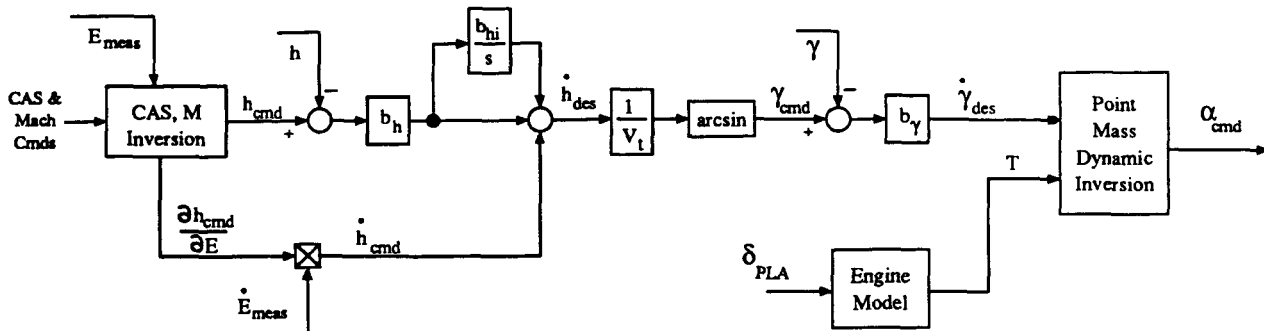 E_meas
h
b_hi
s
γ
CAS &
Mach
Cmds
CAS, M
Inversion
h_cmd
−
+
b_h
ḣ_des
1
V_t
arcsin
γ_cmd
−
+
b_γ
γ̇_des
Point
Mass
Dynamic
Inversion
α_cmd
T
∂h_cmd
∂E
ḣ_cmd
Ė_meas
δ_PLA
Engine
Model